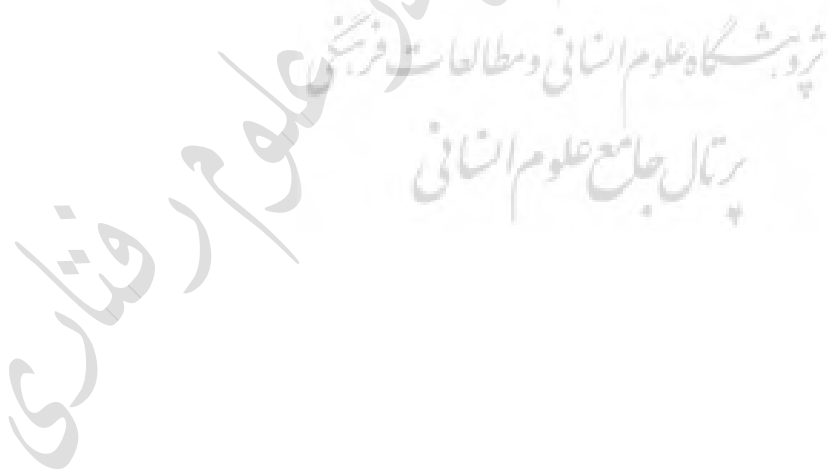 پژوهشگاه علوم انسانی و مطالعات فرهنگی
پرتال جامع علوم انسانی
علوم رفتاری